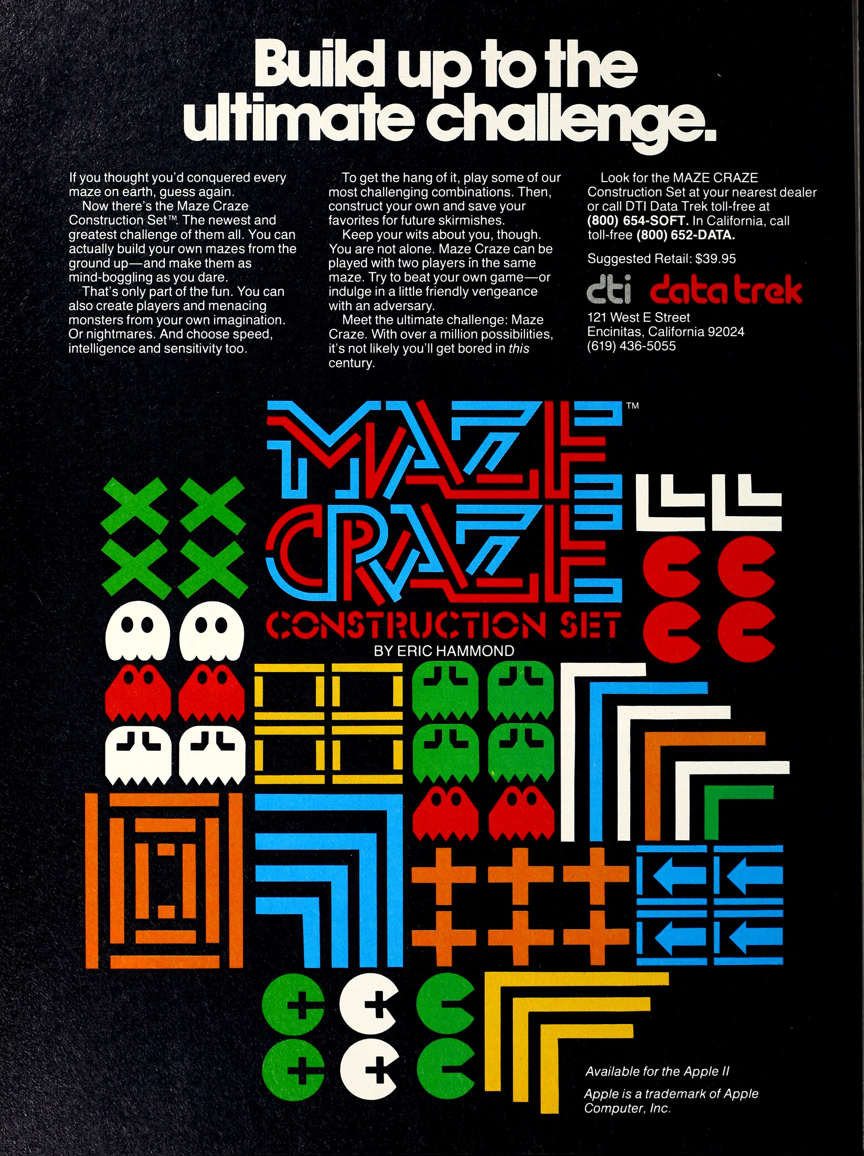 Build up to the
ultimate challenge.
If you thought you'd conquered every
maze on earth, guess again.
Now there's the Maze Craze
Construction Set™. The newest and
greatest challenge of them all. You can
actually build your own mazes from the
ground up—and make them as
mind-boggling as you dare.
That's only part of the fun. You can
also create players and menacing
monsters from your own imagination.
Or nightmares. And choose speed,
intelligence and sensitivity too.
To get the hang of it, play some of our
most challenging combinations. Then,
construct your own and save your
favorites for future skirmishes.
Keep your wits about you, though.
You are not alone. Maze Craze can be
played with two players in the same
maze. Try to beat your own game—or
indulge in a little friendly vengeance
with an adversary.
Meet the ultimate challenge: Maze
Craze. With over a million possibilities,
it's not likely you'll get bored in this
century.
Look for the MAZE CRAZE
Construction Set at your nearest dealer
or call DTI Data Trek toll-free at
(800) 654-SOFT. In California, call
toll-free (800) 652-DATA.
Suggested Retail: $39.95
dti data trek
121 West E Street
Encinitas, California 92024
(619) 436-5055
MAZE™
CRAZE
CONSTRUCTION SET
BY ERIC HAMMOND
Available for the Apple II
Apple is a trademark of Apple
Computer, Inc.